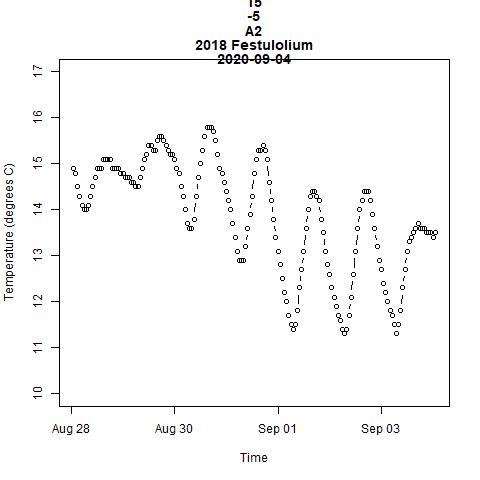 15
-5
A2
2018 Festulolium
2020-09-04
17
16
15
14
13
12
11
10
Temperature (degrees C)
Aug 28
Aug 30
Sep 01
Sep 03
Time